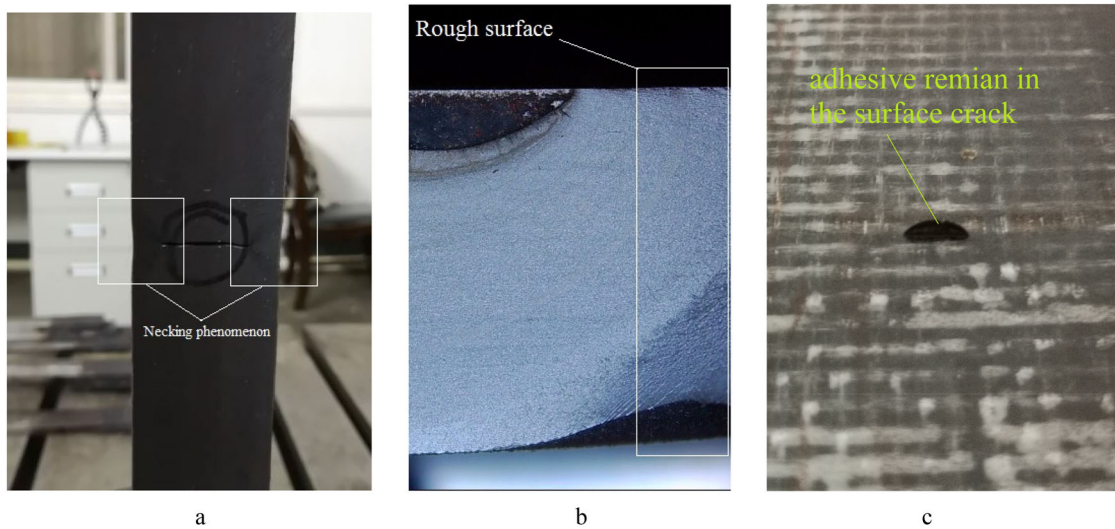 Necking phenomenon
Rough surface
adhesive remian in
the surface crack
a
b
c